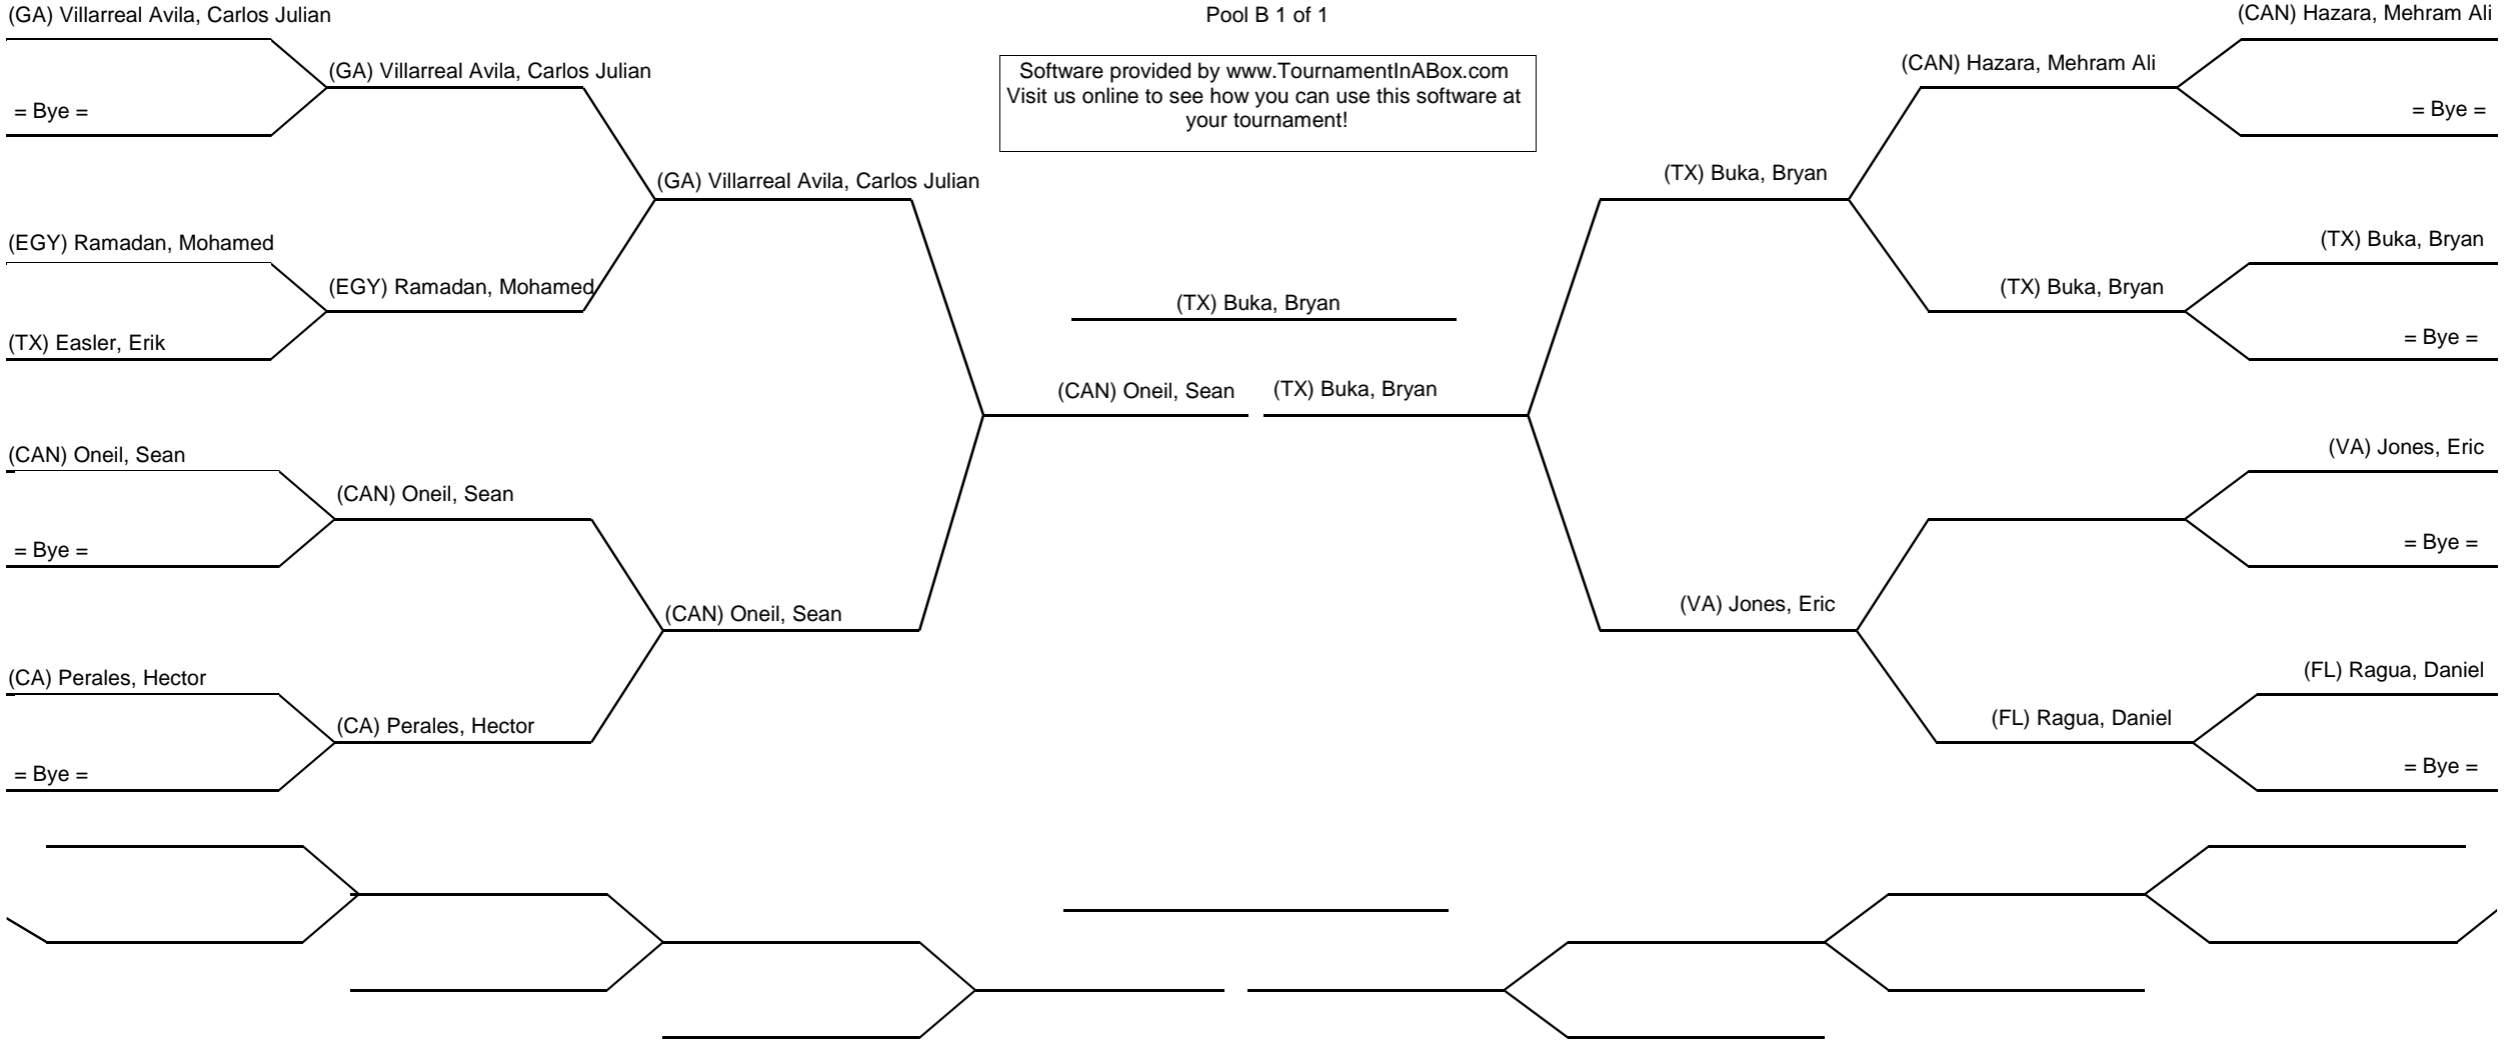 (GA) Villarreal Avila, Carlos Julian
= Bye =
(EGY) Ramadan, Mohamed
(TX) Easler, Erik
(CAN) Oneil, Sean
= Bye =
(CA) Perales, Hector
= Bye =
(GA) Villarreal Avila, Carlos Julian
(EGY) Ramadan, Mohamed
(CAN) Oneil, Sean
(CA) Perales, Hector
(GA) Villarreal Avila, Carlos Julian
(CAN) Oneil, Sean
Pool B 1 of 1
Software provided by www.TournamentInABox.com
Visit us online to see how you can use this software at
your tournament!
(TX) Buka, Bryan
(CAN) Oneil, Sean
(TX) Buka, Bryan
(TX) Buka, Bryan
(VA) Jones, Eric
(CAN) Hazara, Mehram Ali
(TX) Buka, Bryan
(FL) Ragua, Daniel
(CAN) Hazara, Mehram Ali
= Bye =
(TX) Buka, Bryan
= Bye =
(VA) Jones, Eric
= Bye =
(FL) Ragua, Daniel
= Bye =